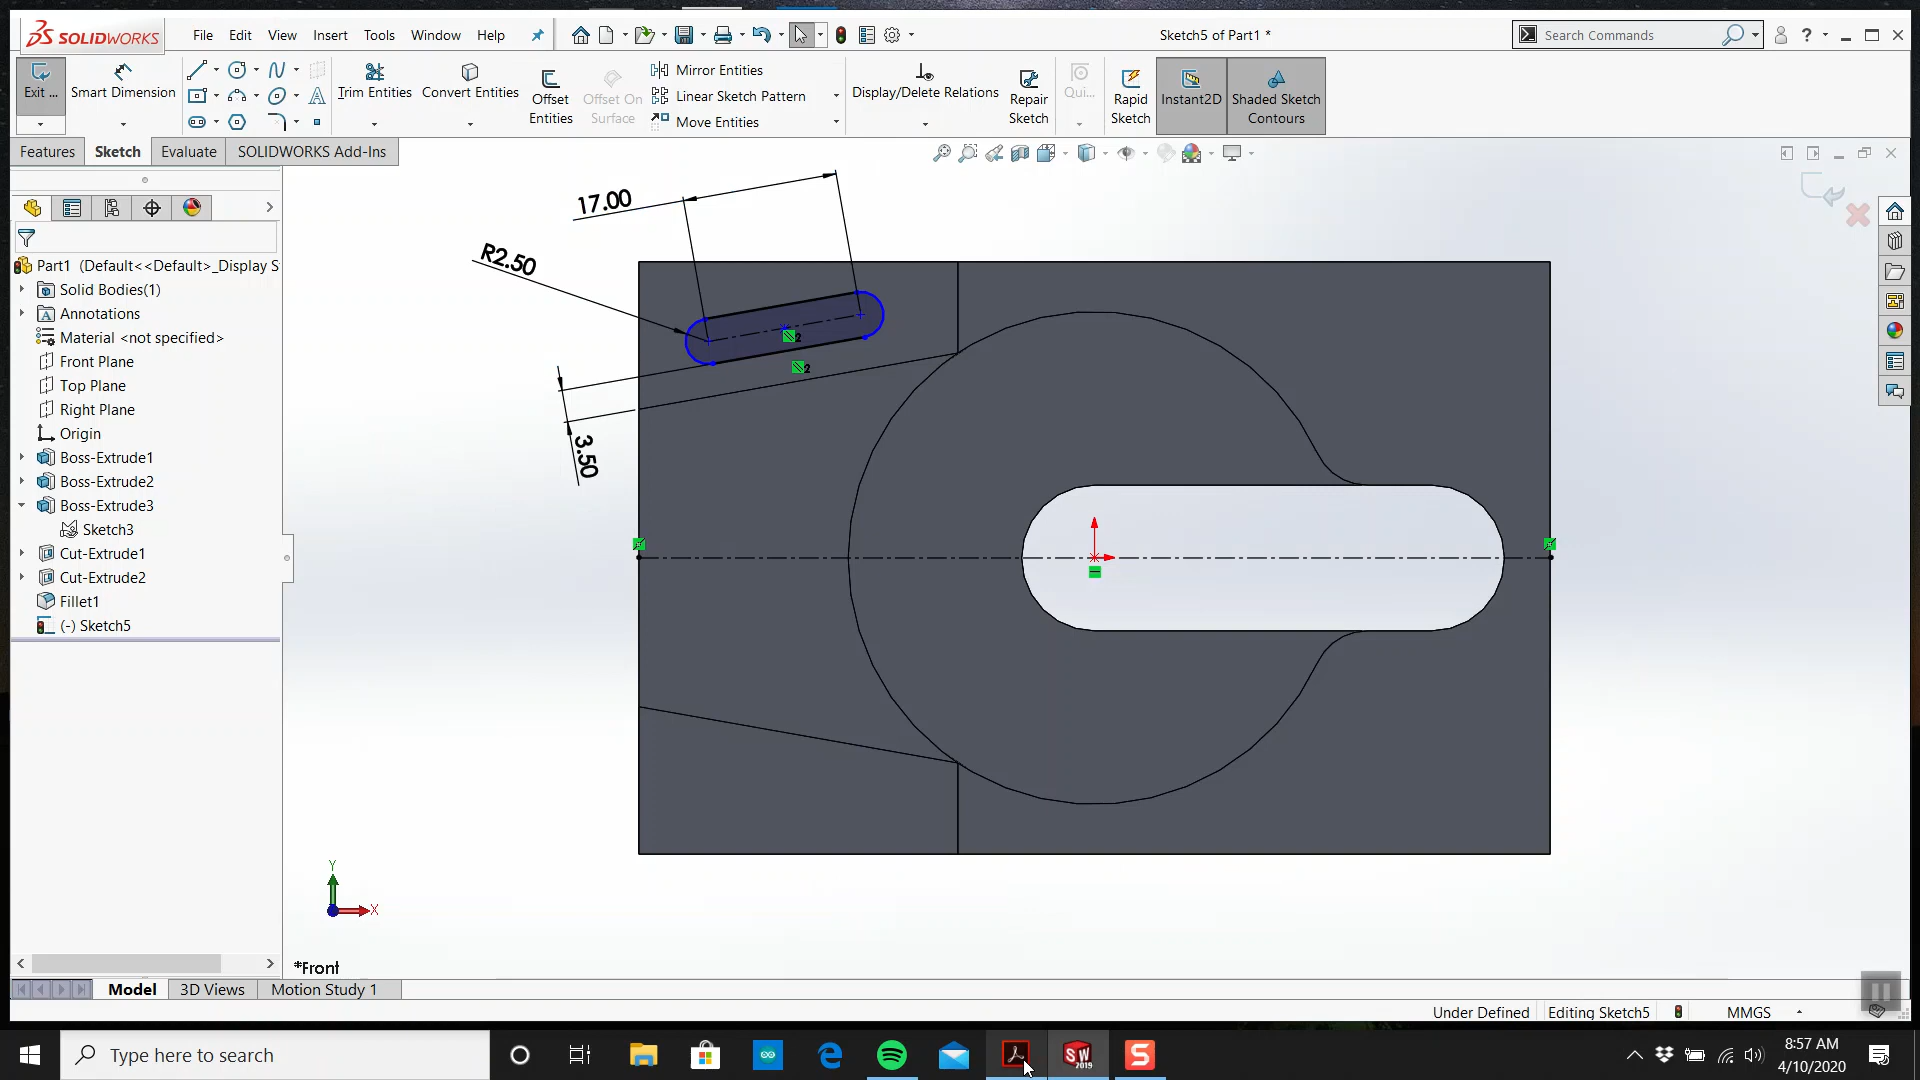 SOLIDWORKS
File Edit View Insert Tools Window Help
Sketch5 of Part1 *
Search Commands
?
Exit ...
Smart Dimension
Trim Entities
Convert Entities
Offset Entities
Offset On Surface
Mirror Entities
Linear Sketch Pattern
Move Entities
Display/Delete Relations
Repair Sketch
Qui...
Rapid Sketch
Instant2D
Shaded Sketch Contours
Features Sketch Evaluate SOLIDWORKS Add-Ins
Part1 (Default<<Default>_Display S
Solid Bodies(1)
Annotations
Material <not specified>
Front Plane
Top Plane
Right Plane
Origin
Boss-Extrude1
Boss-Extrude2
Boss-Extrude3
Sketch3
Cut-Extrude1
Cut-Extrude2
Fillet1
(-) Sketch5
17.00
R2.50
2
2
3.50
Y
X
*Front
Model 3D Views Motion Study 1
Under Defined Editing Sketch5 MMGS
Type here to search
SW
2019
S
8:57 AM
4/10/2020